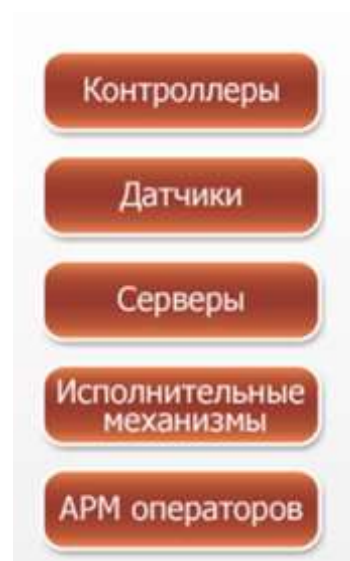 Контроллеры
Датчики
Серверы
Исполнительные
механизмы
АРМ операторов